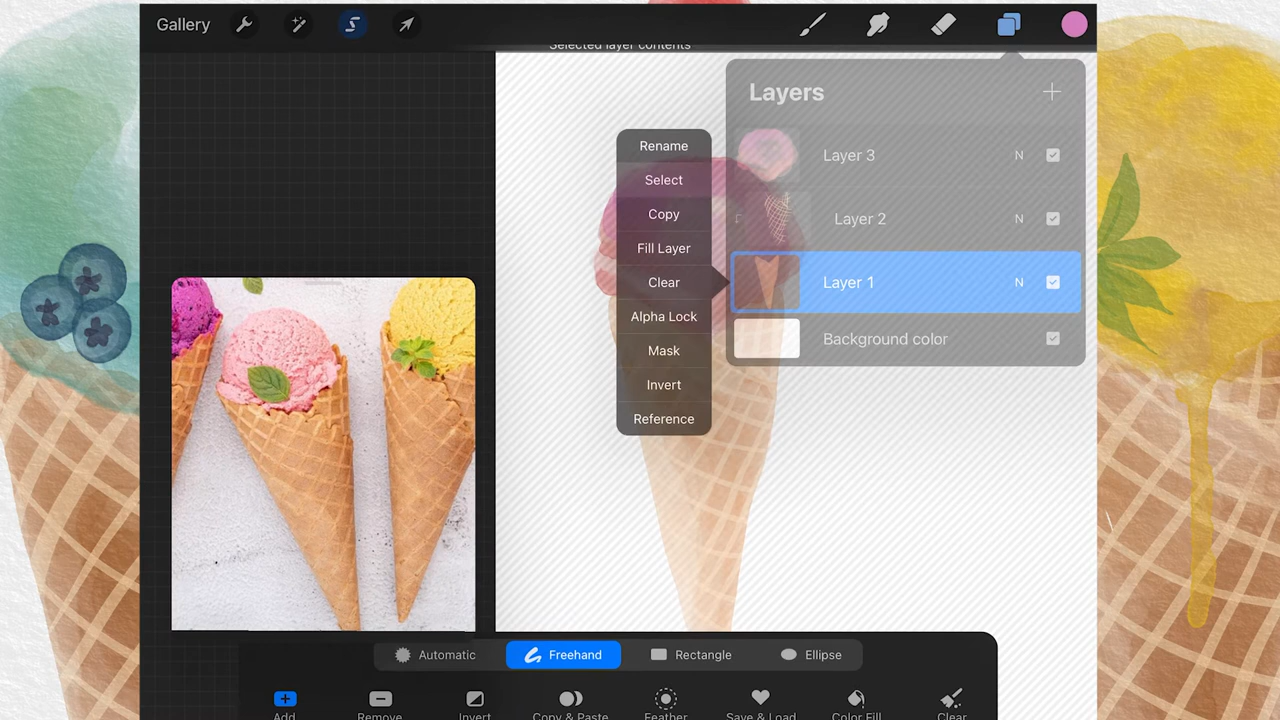 Gallery
Selected layer contents
Layers
Layer 3
N
Layer 2
N
Layer 1
N
Background color
Rename
Select
Copy
Fill Layer
Clear
Alpha Lock
Mask
Invert
Reference
Automatic
Freehand
Rectangle
Ellipse
Add
Remove
Invert
Copy & Paste
Feather
Save & Load
Color Fill
Clear